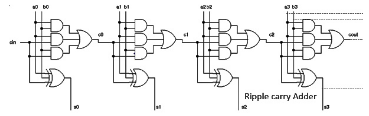 a0 b0 a1 b1 a2 b2 a3 b3
cin c0 c1 c2 cout
Ripple carry Adder
s0 s1 s2 s3